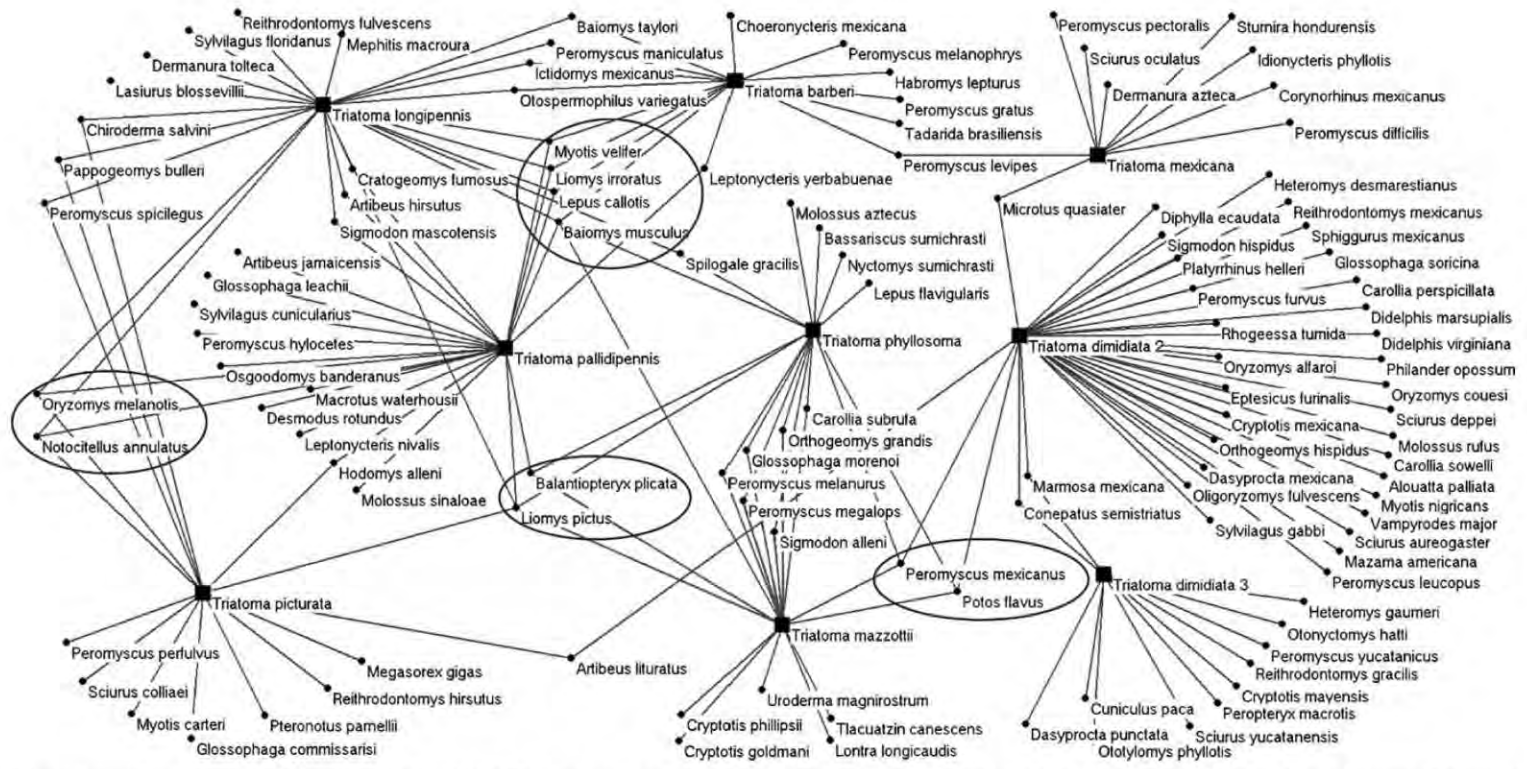 Reithrodontomys fulvescens
Sylvilagus floridanus
Mephitis macroura
Dermanura tolteca
Lasiurus blossevillii
Chiroderma salvini
Pappogeomys bulleri
Peromyscus spicilegus
Triatoma longipennis
Baiomys taylori
Peromyscus maniculatus
Ictidomys mexicanus
Otospermophilus variegatus
Choeronycteris mexicana
Peromyscus melanophrys
Habromys lepturus
Triatoma barberi
Peromyscus gratus
Tadarida brasiliensis
Peromyscus levipes
Leptonycteris yerbabuenae
Peromyscus pectoralis
Sturnira hondurensis
Sciurus oculatus
Idionycteris phyllotis
Dermanura azteca
Corynorhinus mexicanus
Peromyscus difficilis
Triatoma mexicana
Microtus quasiater
Myotis velifer
Liomys irroratus
Lepus callotis
Baiomys musculus
Cratogeomys fumosus
Artibeus hirsutus
Sigmodon mascotensis
Spilogale gracilis
Molossus aztecus
Bassariscus sumichrasti
Nyctomys sumichrasti
Lepus flavigularis
Artibeus jamaicensis
Glossophaga leachii
Sylvilagus cunicularius
Peromyscus hylocetes
Osgoodomys banderanus
Macrotus waterhousii
Desmodus rotundus
Leptonycteris nivalis
Hodomys alleni
Molossus sinaloae
Triatoma pallidipennis
Triatoma phyllosoma
Triatoma dimidiata 2
Heteromys desmarestianus
Diphylla ecaudata
Reithrodontomys mexicanus
Sigmodon hispidus
Sphiggurus mexicanus
Platyrrhinus helleri
Glossophaga soricina
Peromyscus furvus
Carollia perspicillata
Didelphis marsupialis
Rhogeessa tumida
Didelphis virginiana
Oryzomys alfaroi
Philander opossum
Eptesicus furinalis
Oryzomys couesi
Cryptotis mexicana
Sciurus deppei
Orthogeomys hispidus
Molossus rufus
Dasyprocta mexicana
Carollia sowelli
Oligoryzomys fulvescens
Alouatta palliata
Sylvilagus gabbi
Myotis nigricans
Vampyrodes major
Sciurus aureogaster
Mazama americana
Peromyscus leucopus
Oryzomys melanotis
Notocitellus annulatus
Balantiopteryx plicata
Liomys pictus
Carollia subrufa
Orthogeomys grandis
Glossophaga morenoi
Peromyscus melanurus
Peromyscus megalops
Sigmodon alleni
Marmosa mexicana
Conepatus semistriatus
Peromyscus mexicanus
Potos flavus
Triatoma picturata
Peromyscus perfulvus
Sciurus colliaei
Myotis carteri
Glossophaga commissarisi
Pteronotus parnellii
Reithrodontomys hirsutus
Megasorex gigas
Artibeus lituratus
Triatoma mazzottii
Uroderma magnirostrum
Cryptotis phillipsii
Cryptotis goldmani
Tlacuatzin canescens
Lontra longicaudis
Triatoma dimidiata 3
Heteromys gaumeri
Otonyctomys hatti
Peromyscus yucatanicus
Reithrodontomys gracilis
Cryptotis mayensis
Peropteryx macrotis
Cuniculus paca
Dasyprocta punctata
Sciurus yucatanensis
Ototylomys phyllotis